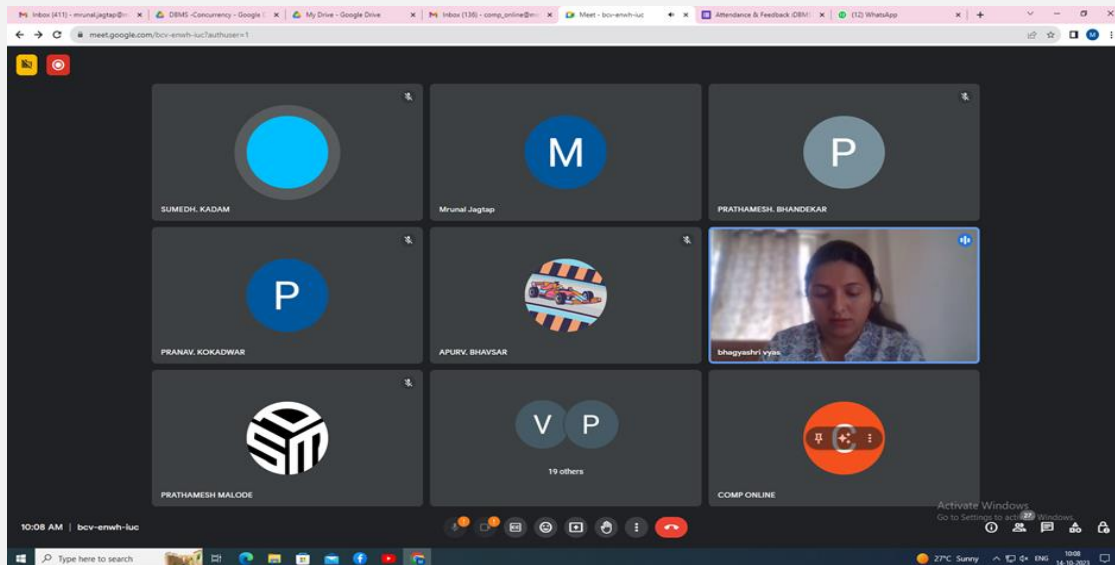 Inbox (411) - mrunal.jagtap@m
DBMS -Concurrency - Google D
My Drive - Google Drive
Inbox (136) - comp_online@m
Meet - bcv-enwh-iuc
Attendance & Feedback (DBMS
(12) WhatsApp
meet.google.com/bcv-enwh-iuc?authuser=1
M
SUMEDH. KADAM
M
Mrunal Jagtap
P
PRATHAMESH. BHANDEKAR
P
PRANAV. KOKADWAR
APURV. BHAVSAR
bhagyashri vyas
PRATHAMESH MALODE
V P
19 others
C
COMP ONLINE
Activate Windows
Go to Settings to activate Windows.
10:08 AM | bcv-enwh-iuc
27
Type here to search
27°C Sunny
ENG
10:08
14-10-2023